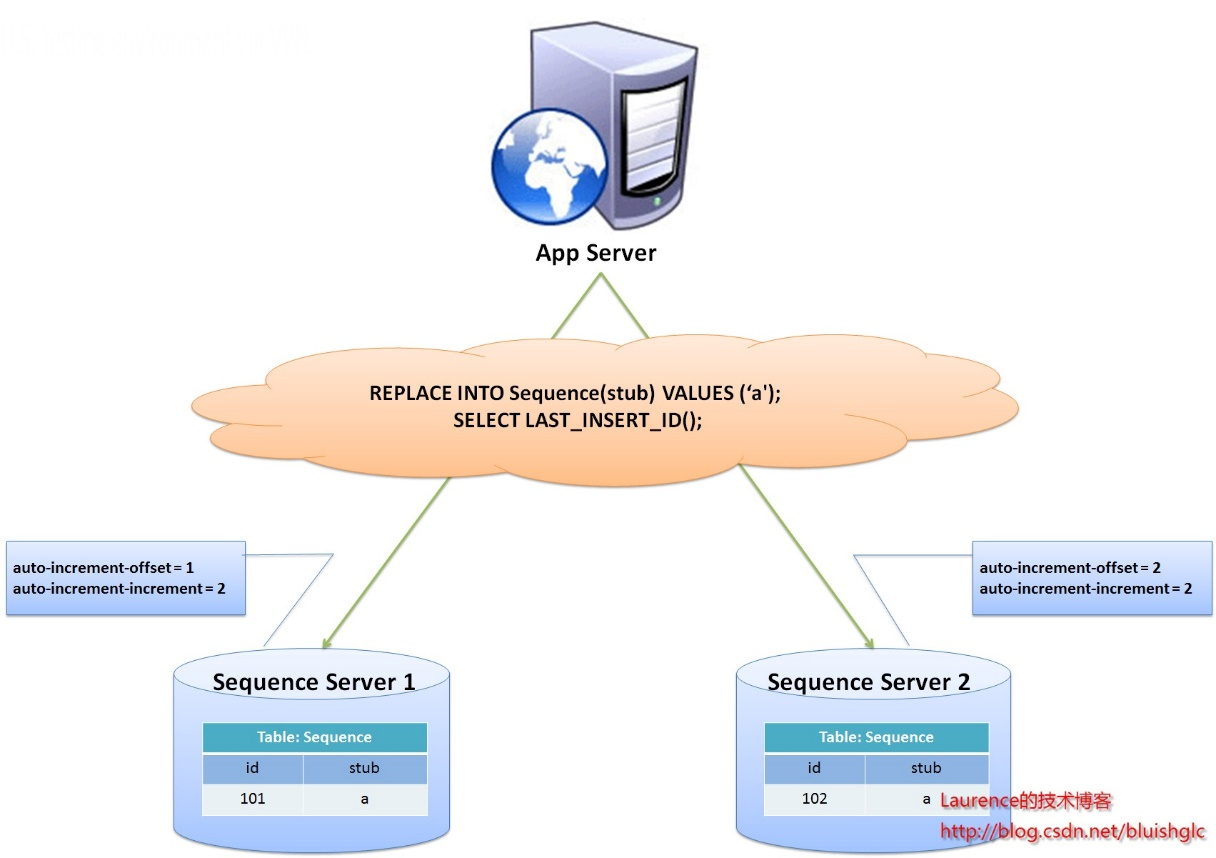 App Server
REPLACE INTO Sequence(stub) VALUES (‘a');
SELECT LAST_INSERT_ID();
auto-increment-offset = 1
auto-increment-increment = 2
auto-increment-offset = 2
auto-increment-increment = 2
Sequence Server 1
Table: Sequence
id stub
101 a
Sequence Server 2
Table: Sequence
id stub
102 a
Laurence的技术博客
http://blog.csdn.net/bluishglc